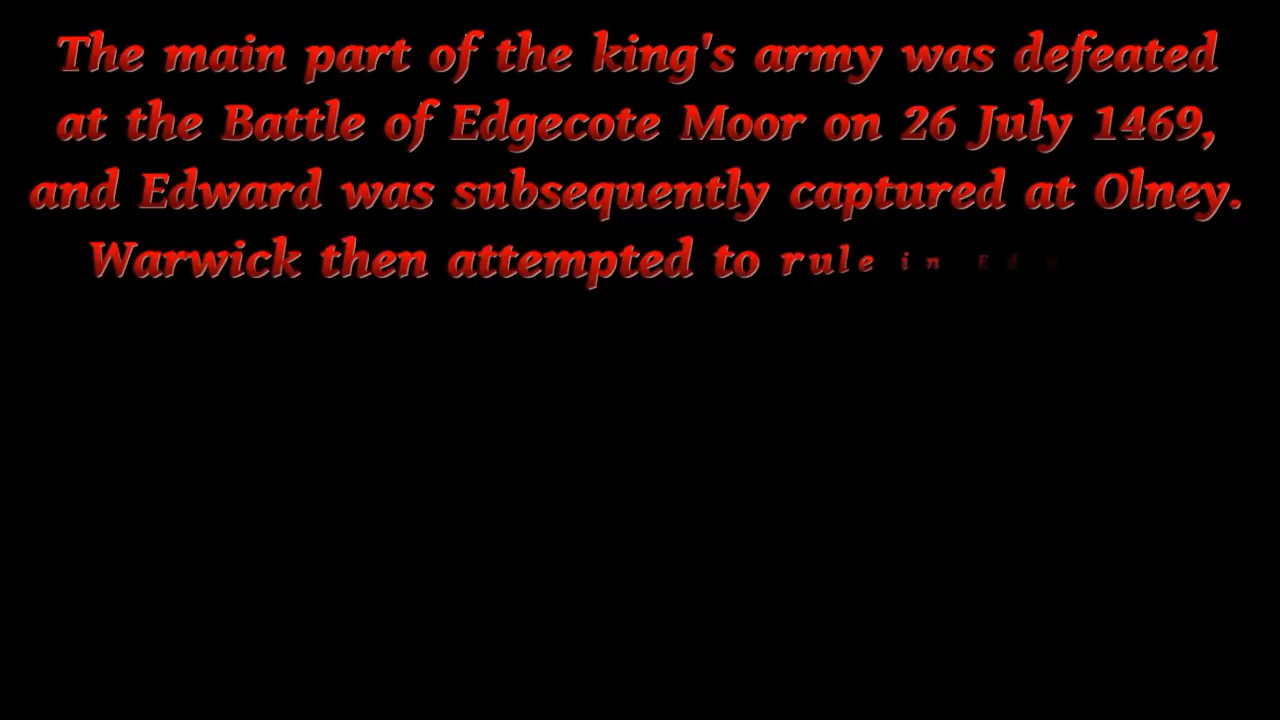 The main part of the king's army was defeated
at the Battle of Edgecote Moor on 26 July 1469,
and Edward was subsequently captured at Olney.
Warwick then attempted to rule in